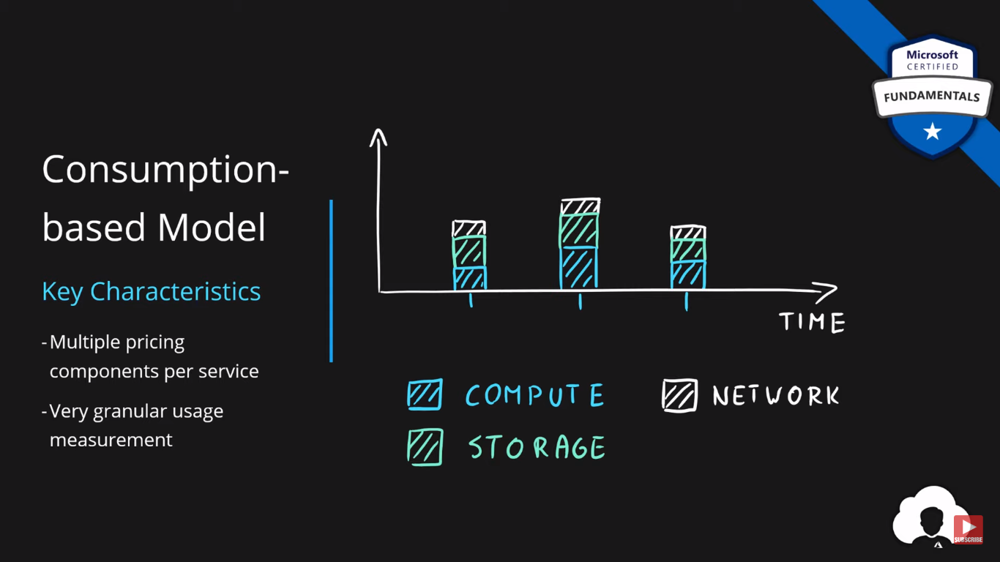 Microsoft
CERTIFIED
FUNDAMENTALS
Consumption-
based Model
Key Characteristics
-Multiple pricing
components per service
-Very granular usage
measurement
TIME
COMPUTE
NETWORK
STORAGE
SUBSCRIBE